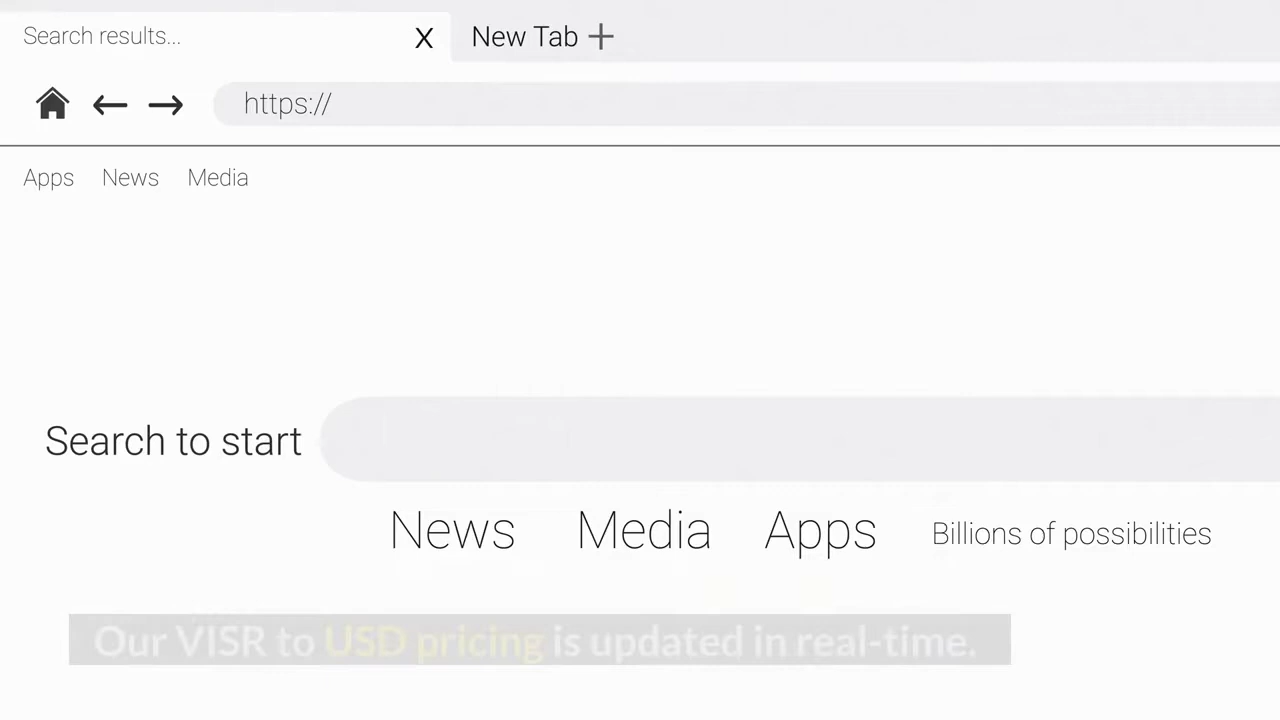 Search results... X New Tab +
https://
Apps News Media
Search to start
News Media Apps Billions of possibilities
Our VISR to USD pricing is updated in real-time.